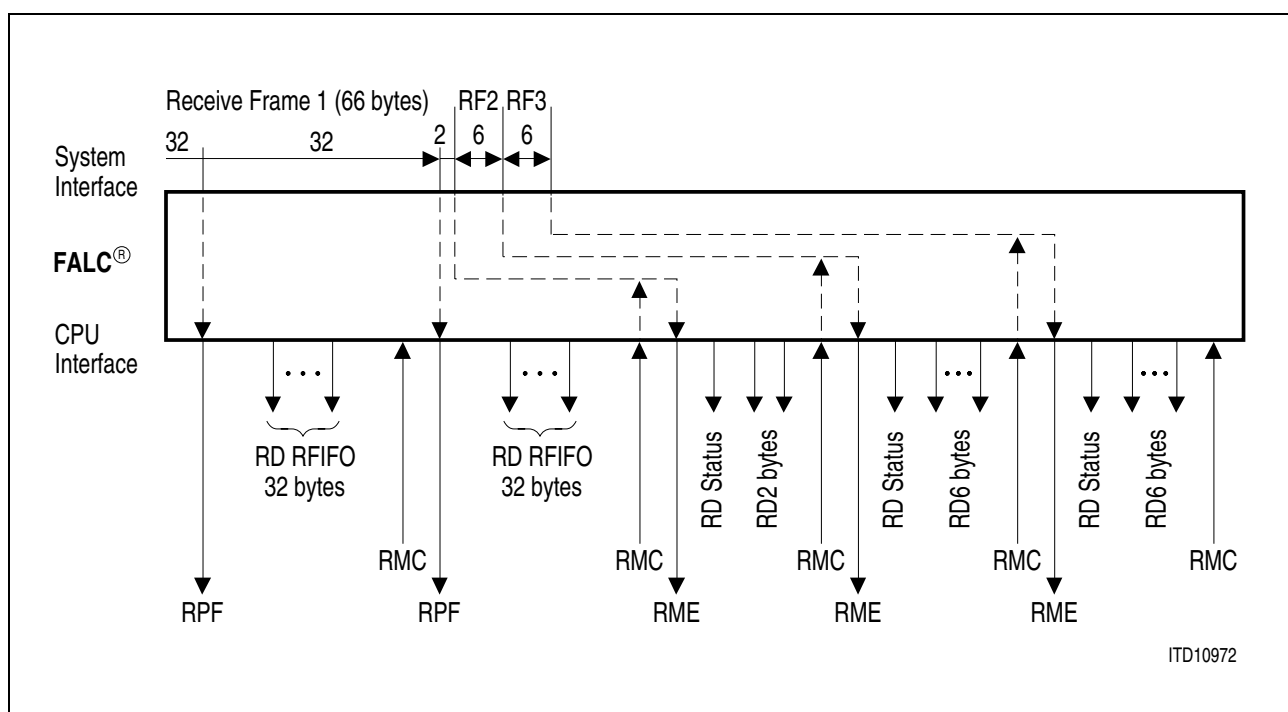 Receive Frame 1 (66 bytes) RF2 RF3
32 32 2 6 6
System
Interface
FALC®
CPU
Interface
... ... ... ...
RD RFIFO
32 bytes
RD RFIFO
32 bytes
RD Status
RD2 bytes
RD Status
RD6 bytes
RD Status
RD6 bytes
RMC RMC RMC RMC RMC
RPF RPF RME RME RME
ITD10972